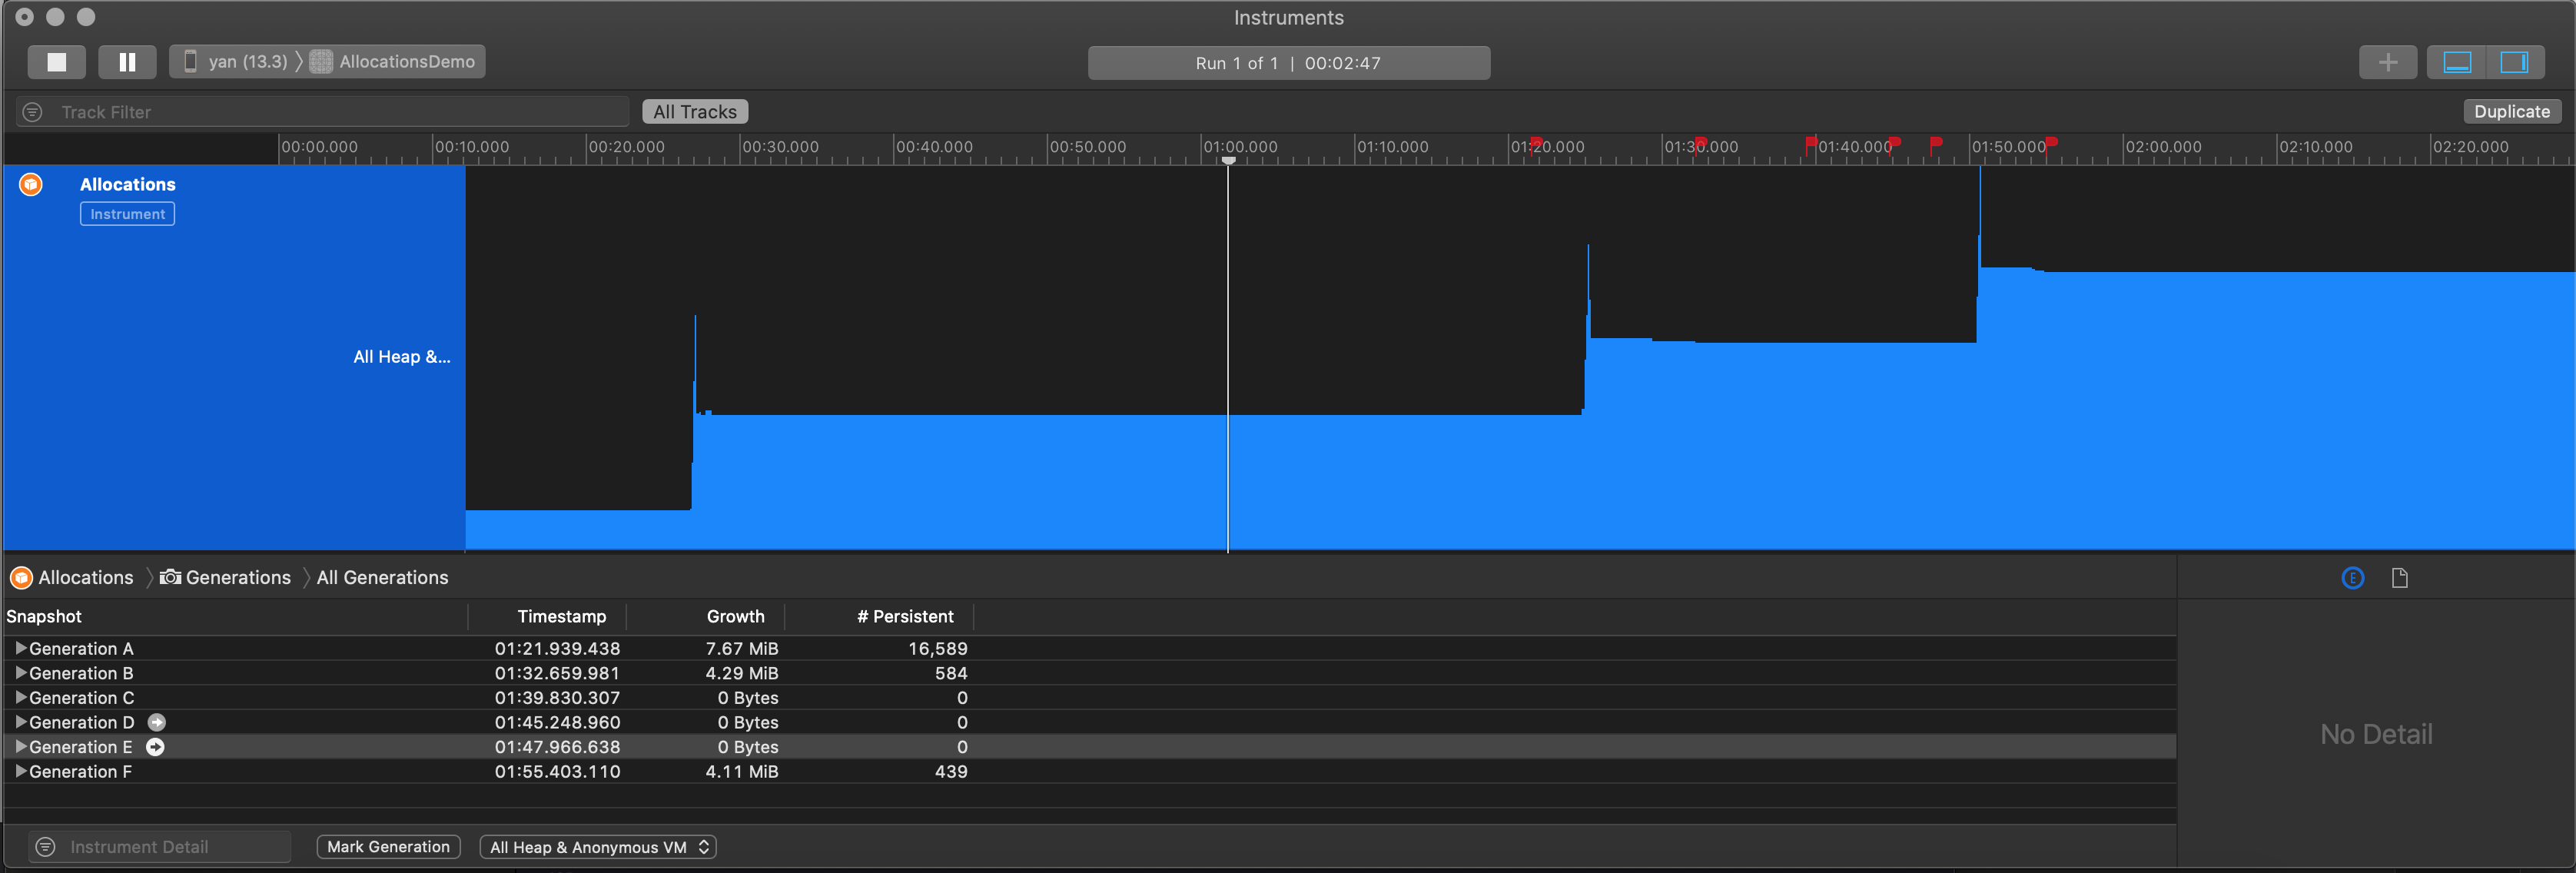 Instruments
yan (13.3) AllocationsDemo
Run 1 of 1 | 00:02:47
Track Filter
All Tracks
Duplicate
00:00.000 00:10.000 00:20.000 00:30.000 00:40.000 00:50.000 01:00.000 01:10.000 01:20.000 01:30.000 01:40.000 01:50.000 02:00.000 02:10.000 02:20.000
Allocations
Instrument
All Heap &...
Allocations Generations All Generations
E
Snapshot Timestamp Growth # Persistent
Generation A 01:21.939.438 7.67 MiB 16,589
Generation B 01:32.659.981 4.29 MiB 584
Generation C 01:39.830.307 0 Bytes 0
Generation D 01:45.248.960 0 Bytes 0
Generation E 01:47.966.638 0 Bytes 0
Generation F 01:55.403.110 4.11 MiB 439
No Detail
Instrument Detail
Mark Generation
All Heap & Anonymous VM